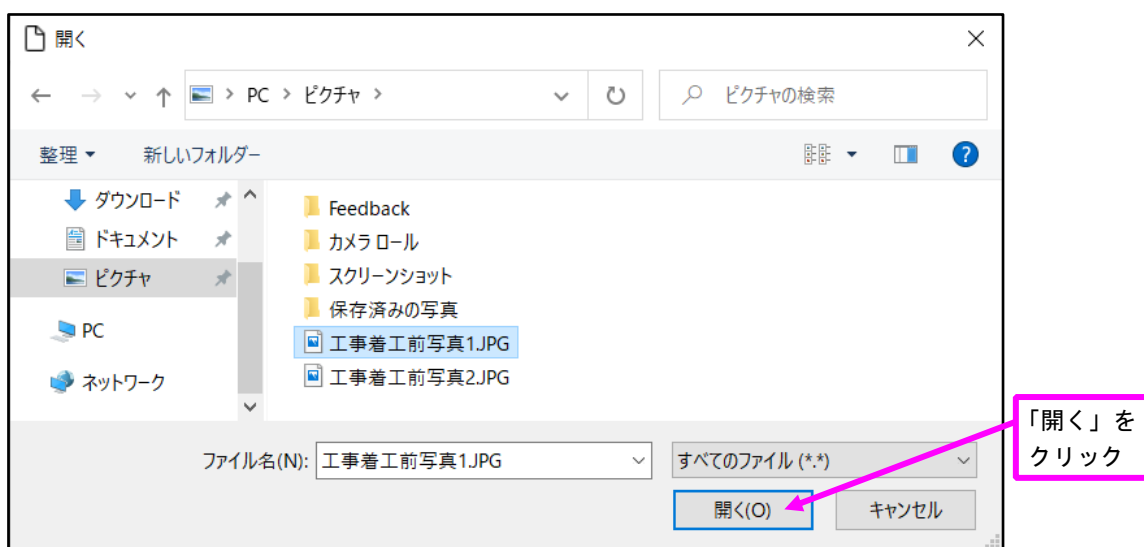 開く
PC > ピクチャ >
ピクチャの検索
整理
新しいフォルダー
?
ダウンロード
ドキュメント
ピクチャ
PC
ネットワーク
Feedback
カメラ ロール
スクリーンショット
保存済みの写真
工事着工前写真1.JPG
工事着工前写真2.JPG
ファイル名(N):
工事着工前写真1.JPG
すべてのファイル (*.*)
開く(O)
キャンセル
「開く」を
クリック